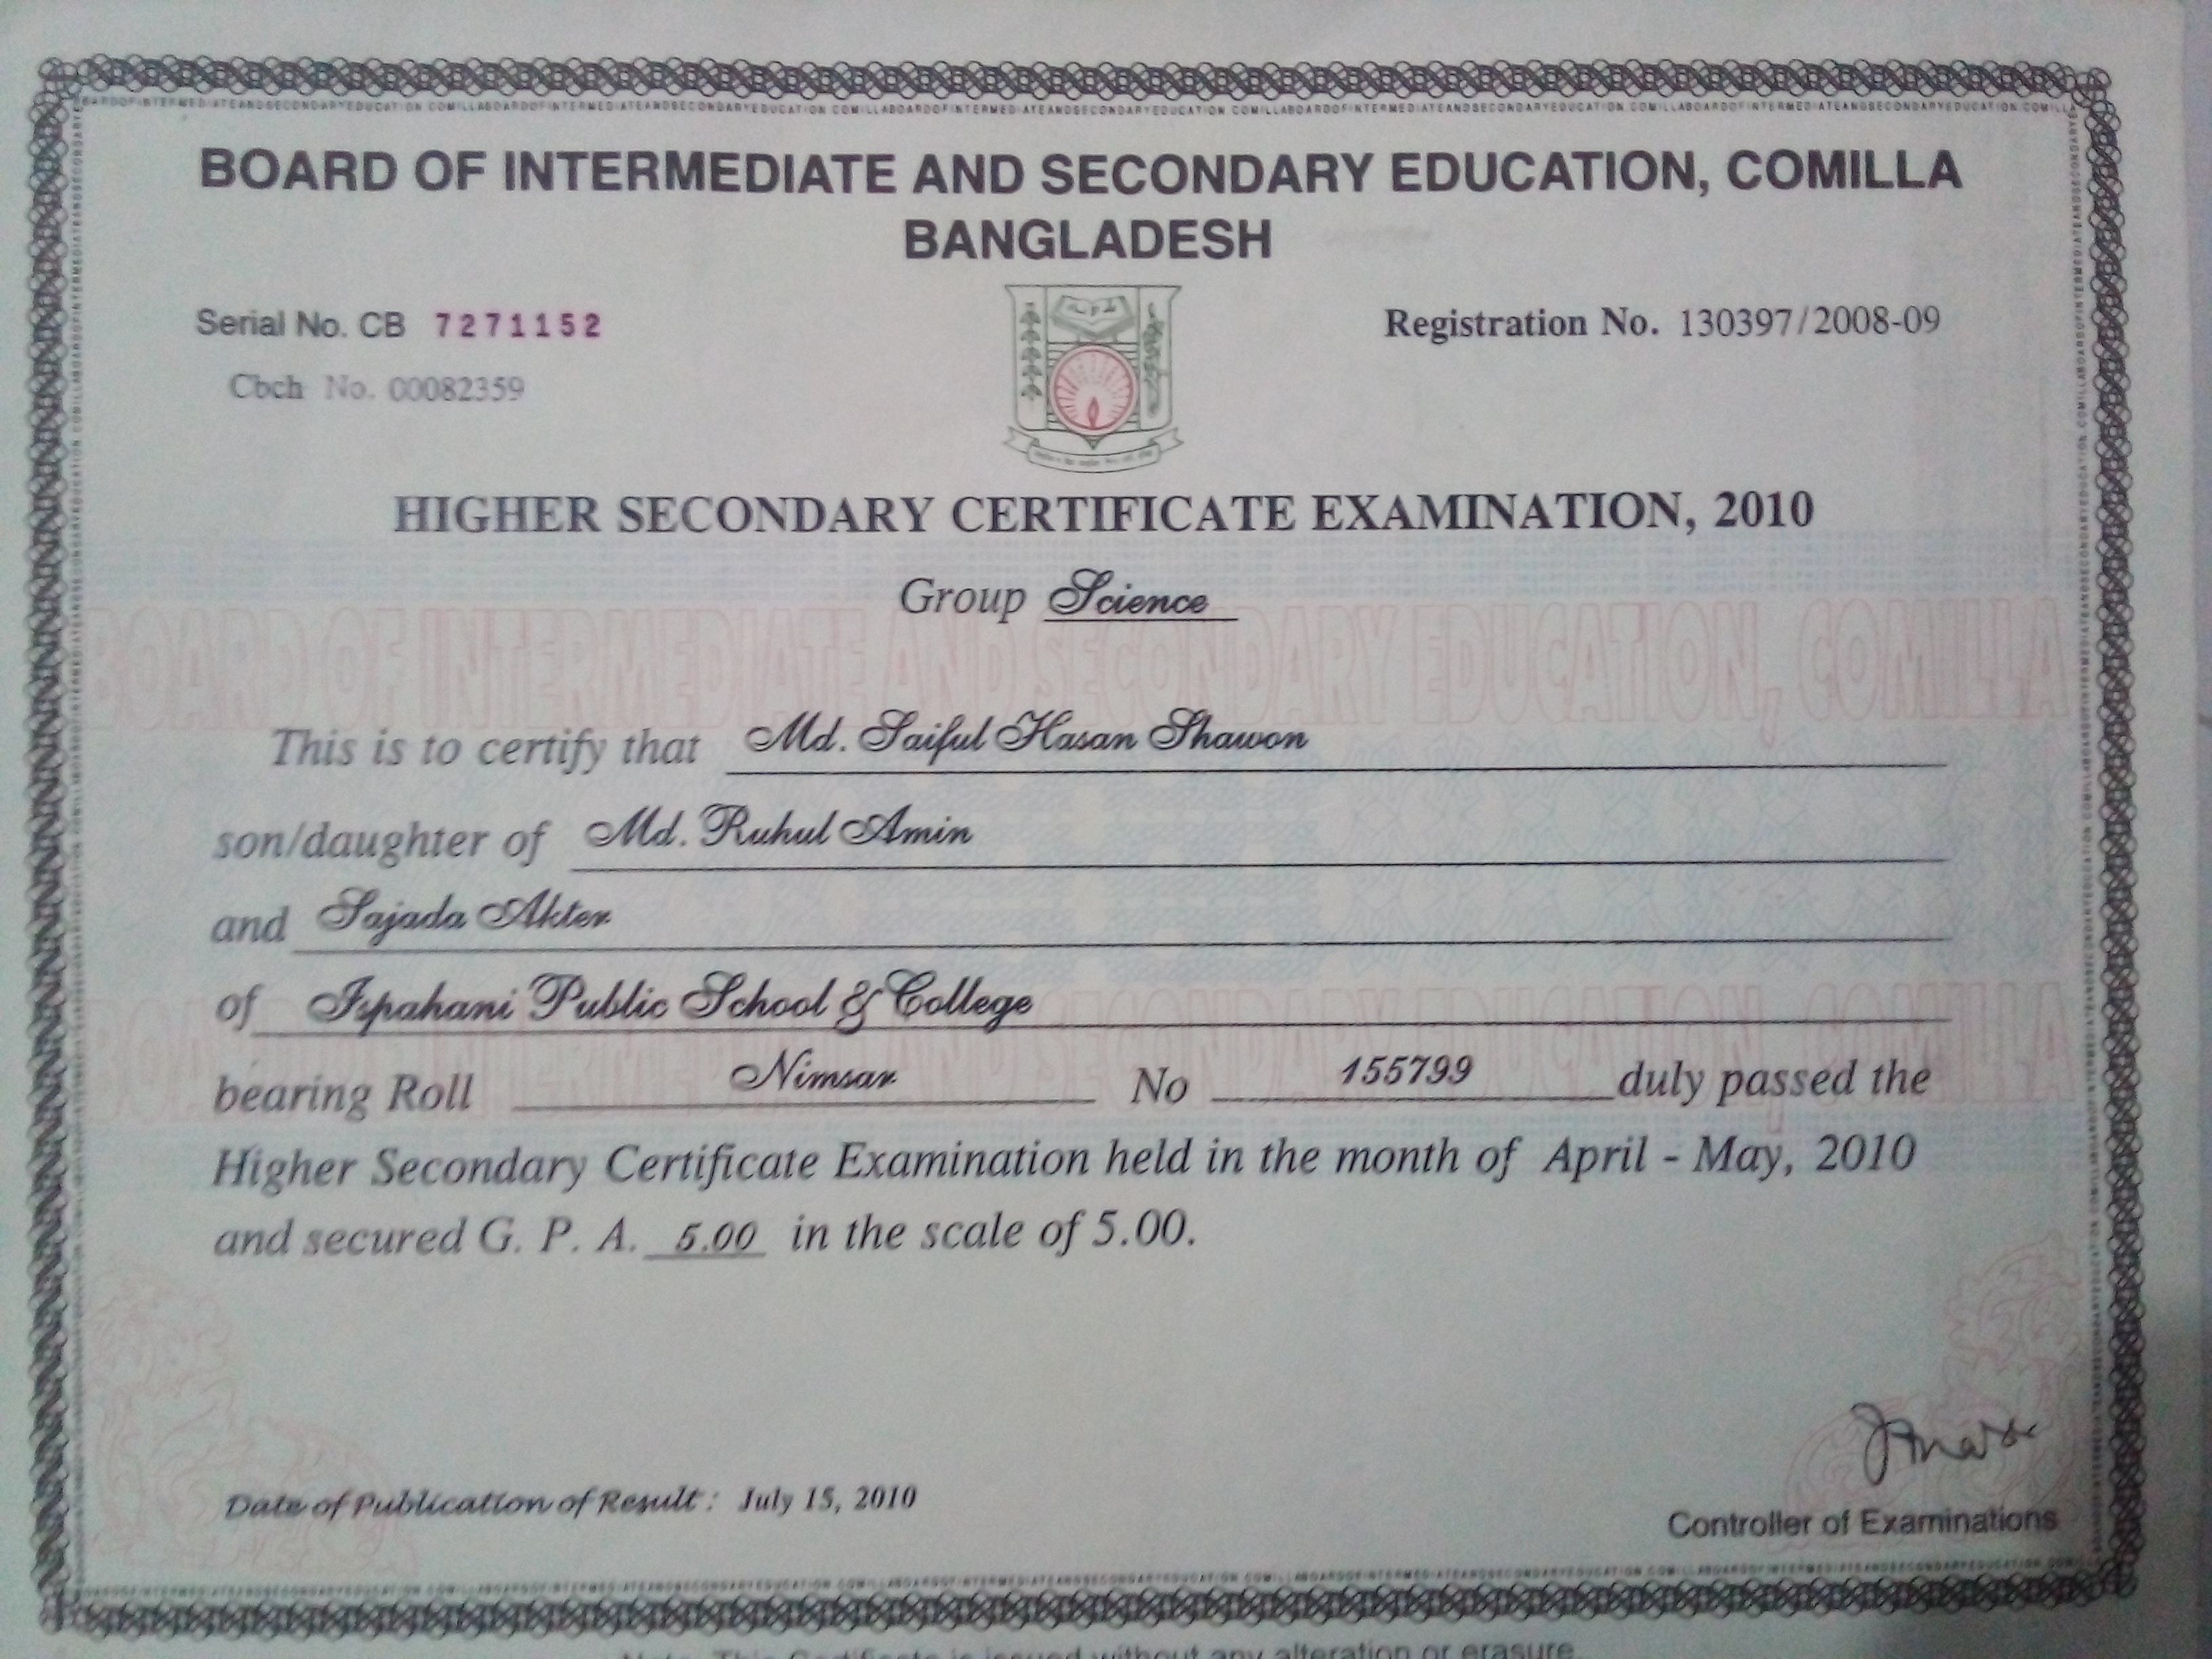 BOARD OF INTERMEDIATE AND SECONDARY EDUCATION, COMILLA
BANGLADESH
Serial No. CB 7271152
Registration No. 130397/2008-09
Cbch No. 00082359
HIGHER SECONDARY CERTIFICATE EXAMINATION, 2010
Group Science
This is to certify that Md. Saiful Hasan Shawon
son/daughter of Md. Ruhul Amin
and Sajada Akter
of Ispahani Public School & College
bearing Roll Nimsar No 155799 duly passed the
Higher Secondary Certificate Examination held in the month of April - May, 2010
and secured G. P. A. 5.00 in the scale of 5.00.
Date of Publication of Result : July 15, 2010
Controller of Examinations
This Certificate is issued without any alteration or erasure.